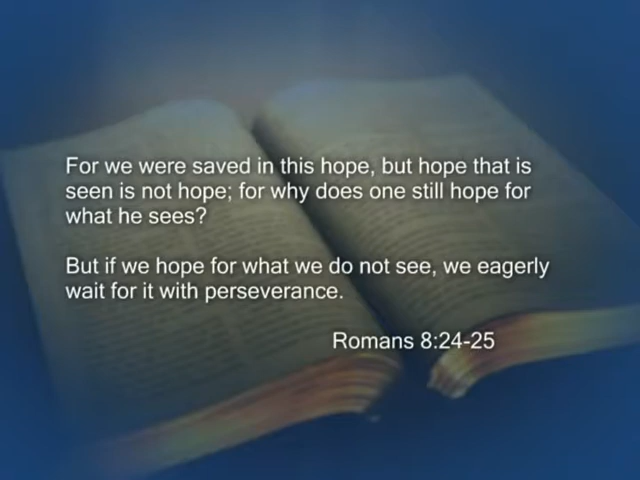 For we were saved in this hope, but hope that is
seen is not hope; for why does one still hope for
what he sees?
But if we hope for what we do not see, we eagerly
wait for it with perseverance.
Romans 8:24-25